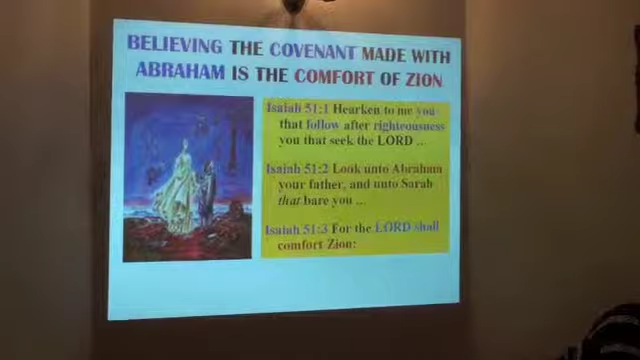 BELIEVING THE COVENANT MADE WITH
ABRAHAM IS THE COMFORT OF ZION
Isaiah 51:1 Hearken to me you
that follow after righteousness
you that seek the LORD ...
Isaiah 51:2 Look unto Abraham
your father, and unto Sarah
that bare you ...
Isaiah 51:3 For the LORD shall
comfort Zion: